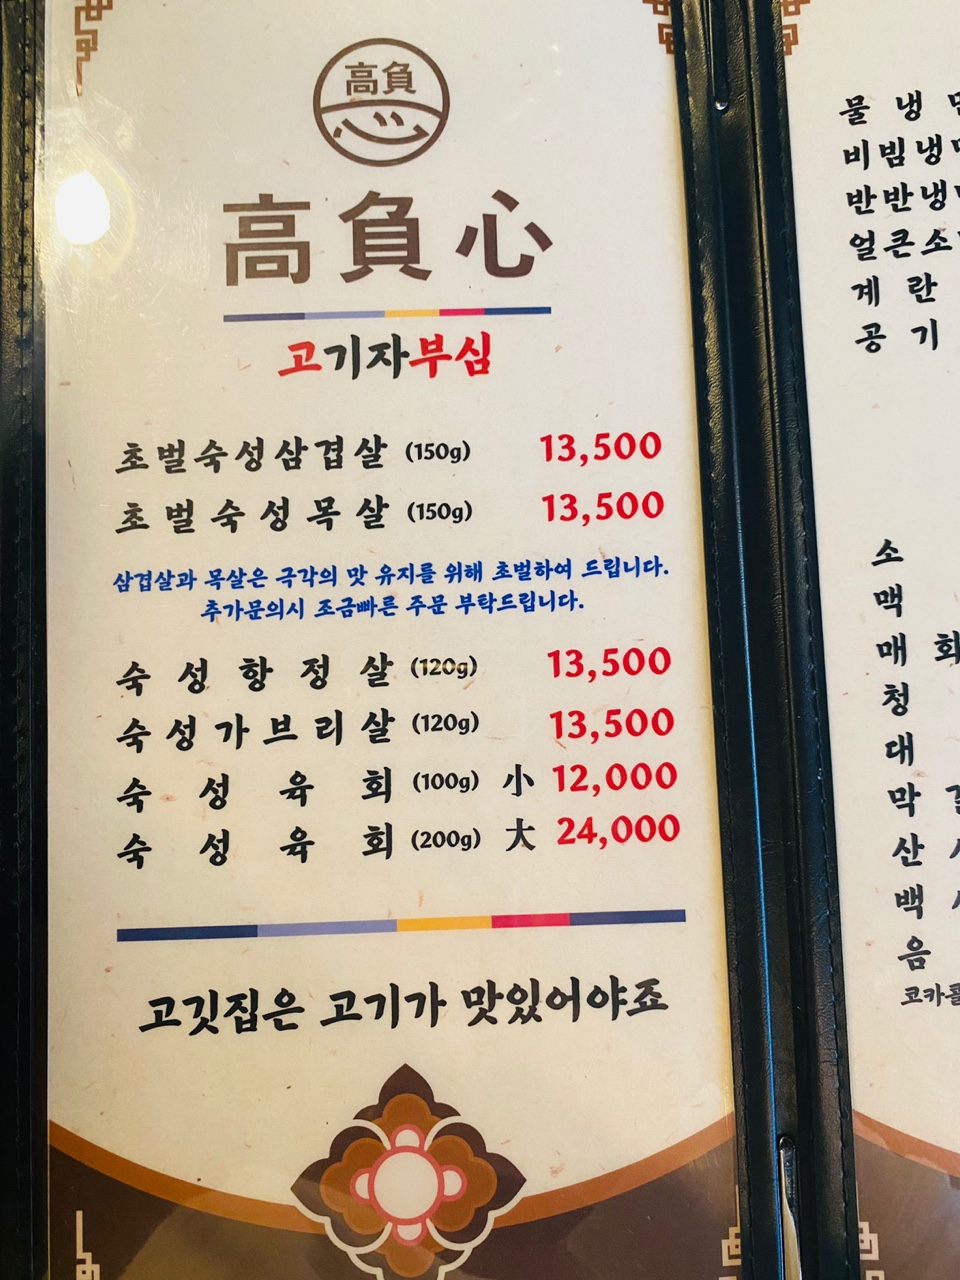 高負
心
高負心
고기자부심
초벌숙성삼겹살 (150g) 13,500
초벌숙성목살 (150g) 13,500
삼겹살과 목살은 극각의 맛 유지를 위해 초벌하여 드립니다.
추가문의시 조금빠른 주문 부탁드립니다.
숙성항정살 (120g) 13,500
숙성가브리살 (120g) 13,500
숙성육회 (100g) 小 12,000
숙성육회 (200g) 大 24,000
고깃집은 고기가 맛있어야죠
물냉
비빔냉
반반냉
얼큰소
계란
공기
소
맥
매화
청
대
막
산
백
음
코카콜